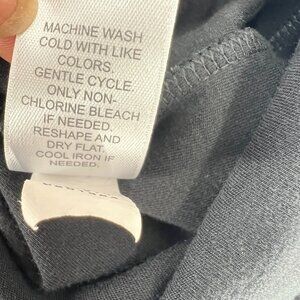 MACHINE WASH
COLD WITH LIKE
COLORS.
GENTLE CYCLE.
ONLY NON-
CHLORINE BLEACH
IF NEEDED.
RESHAPE AND
DRY FLAT.
COOL IRON IF
NEEDED.